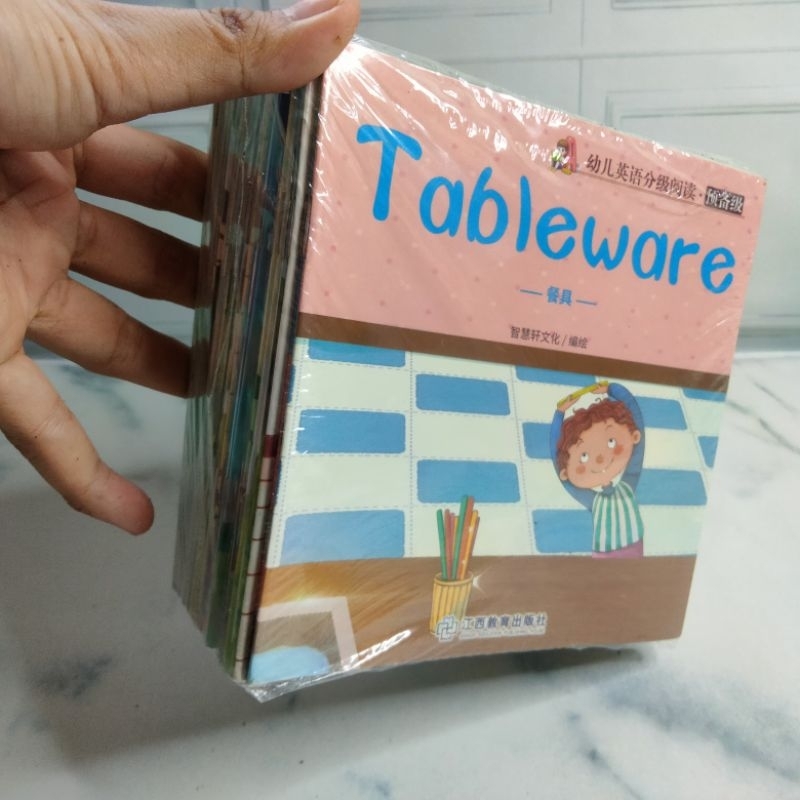 幼儿英语分级阅读·预备级
Tableware
餐具
智慧轩文化/编绘
江西教育出版社